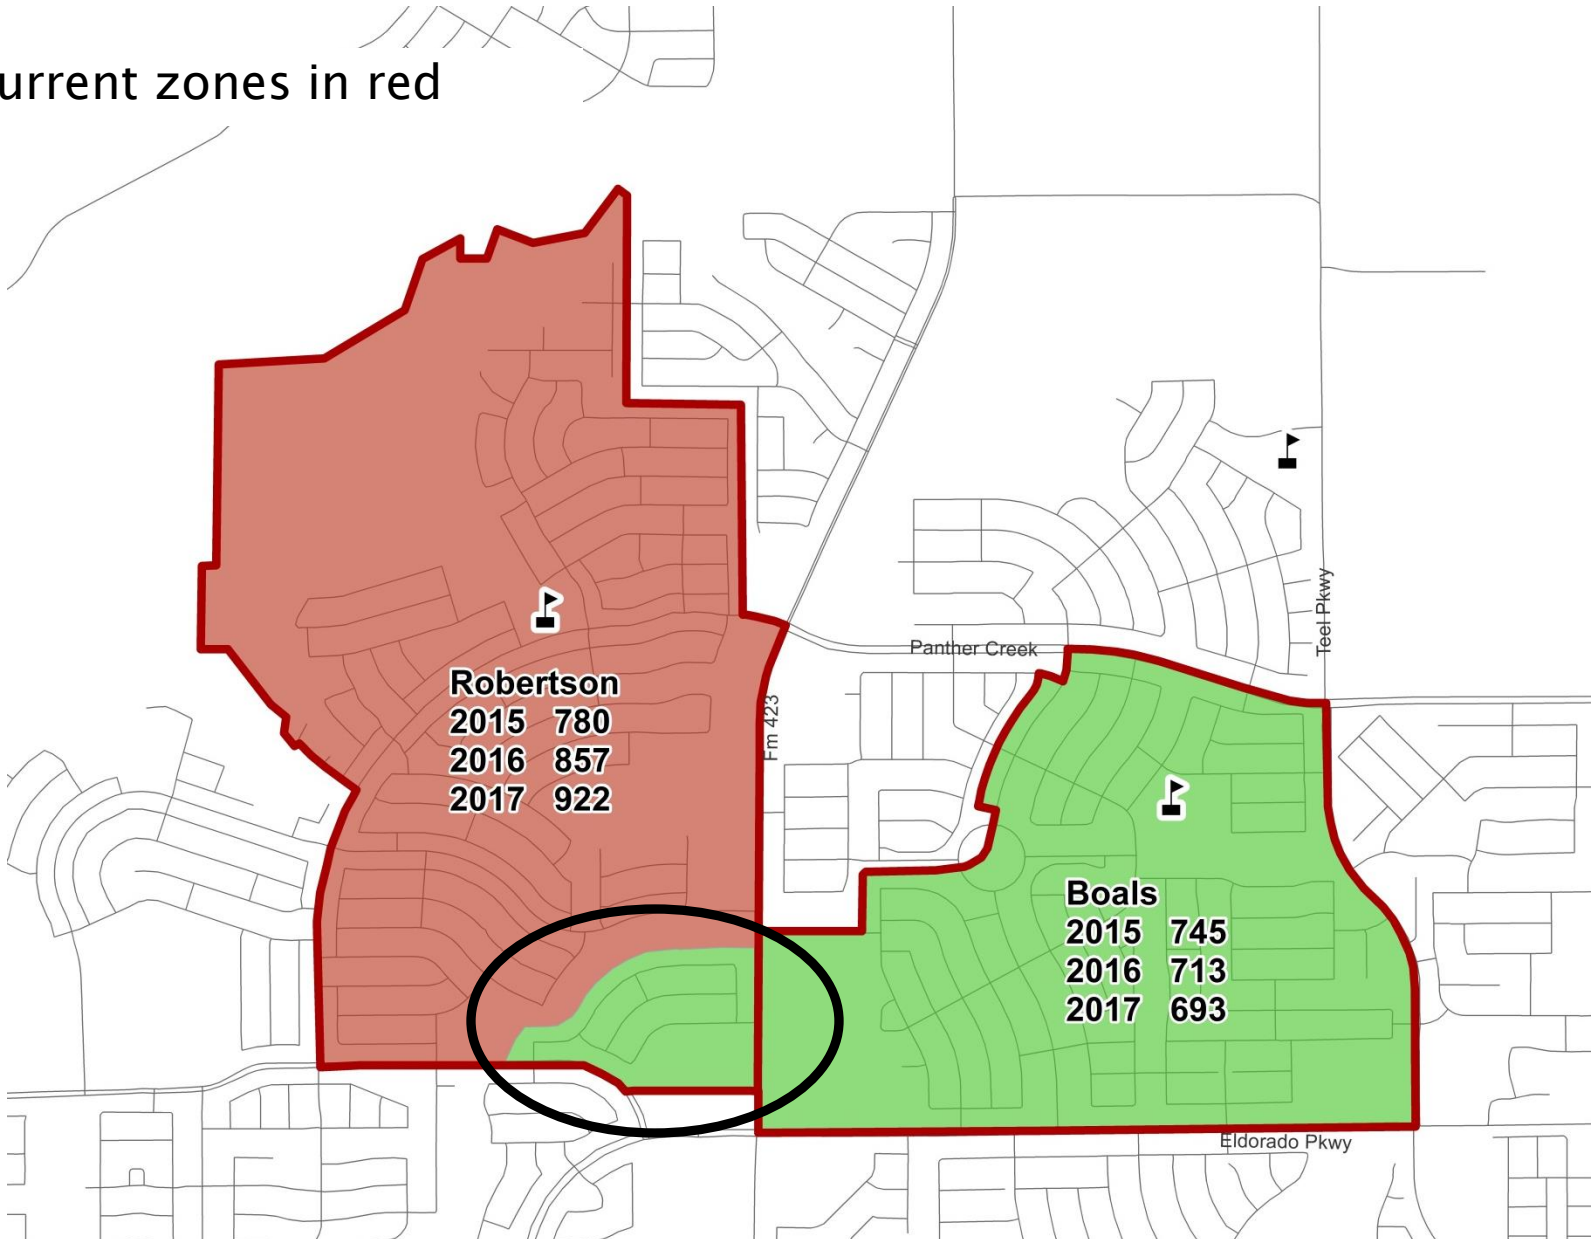 urrent zones in red
Teel Pkwy
Panther Creek
Robertson
2015 780
2016 857
2017 922
Fm 423
Boals
2015 745
2016 713
2017 693
Eldorado Pkwy